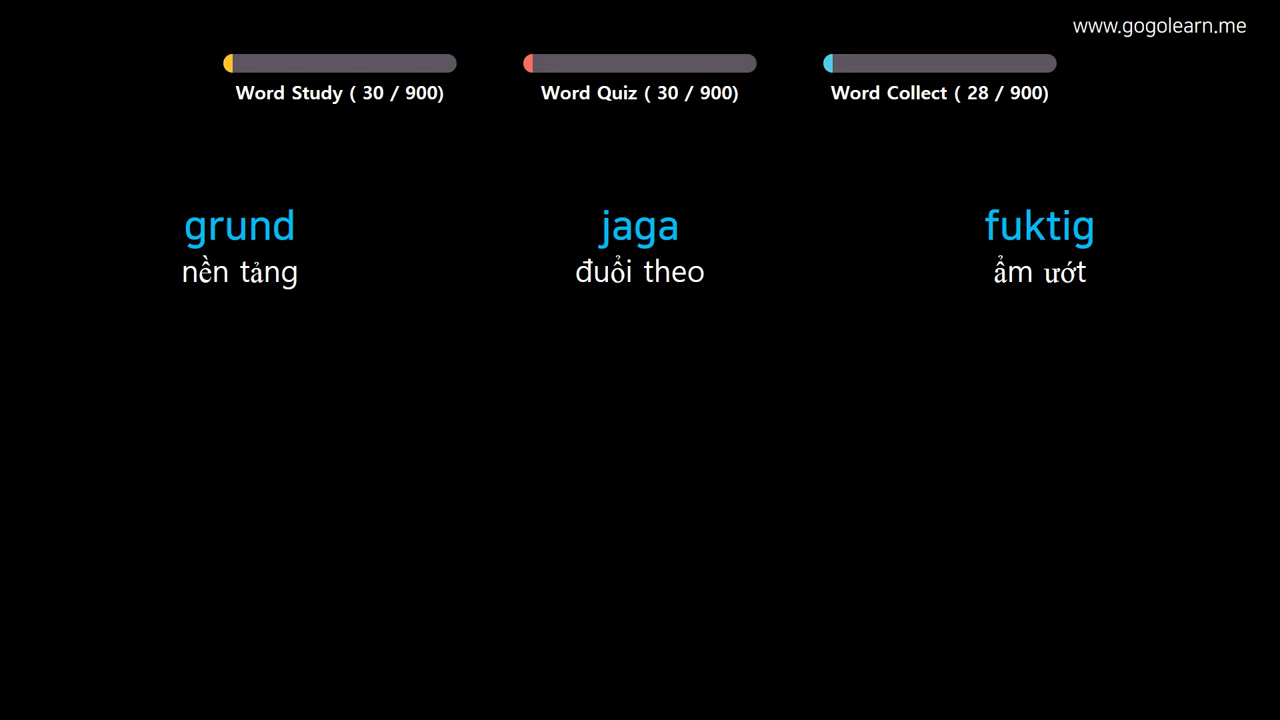 www.gogolearn.me
Word Study ( 30 / 900)
Word Quiz ( 30 / 900)
Word Collect ( 28 / 900)
grund
nền tảng
jaga
đuổi theo
fuktig
ẩm ướt